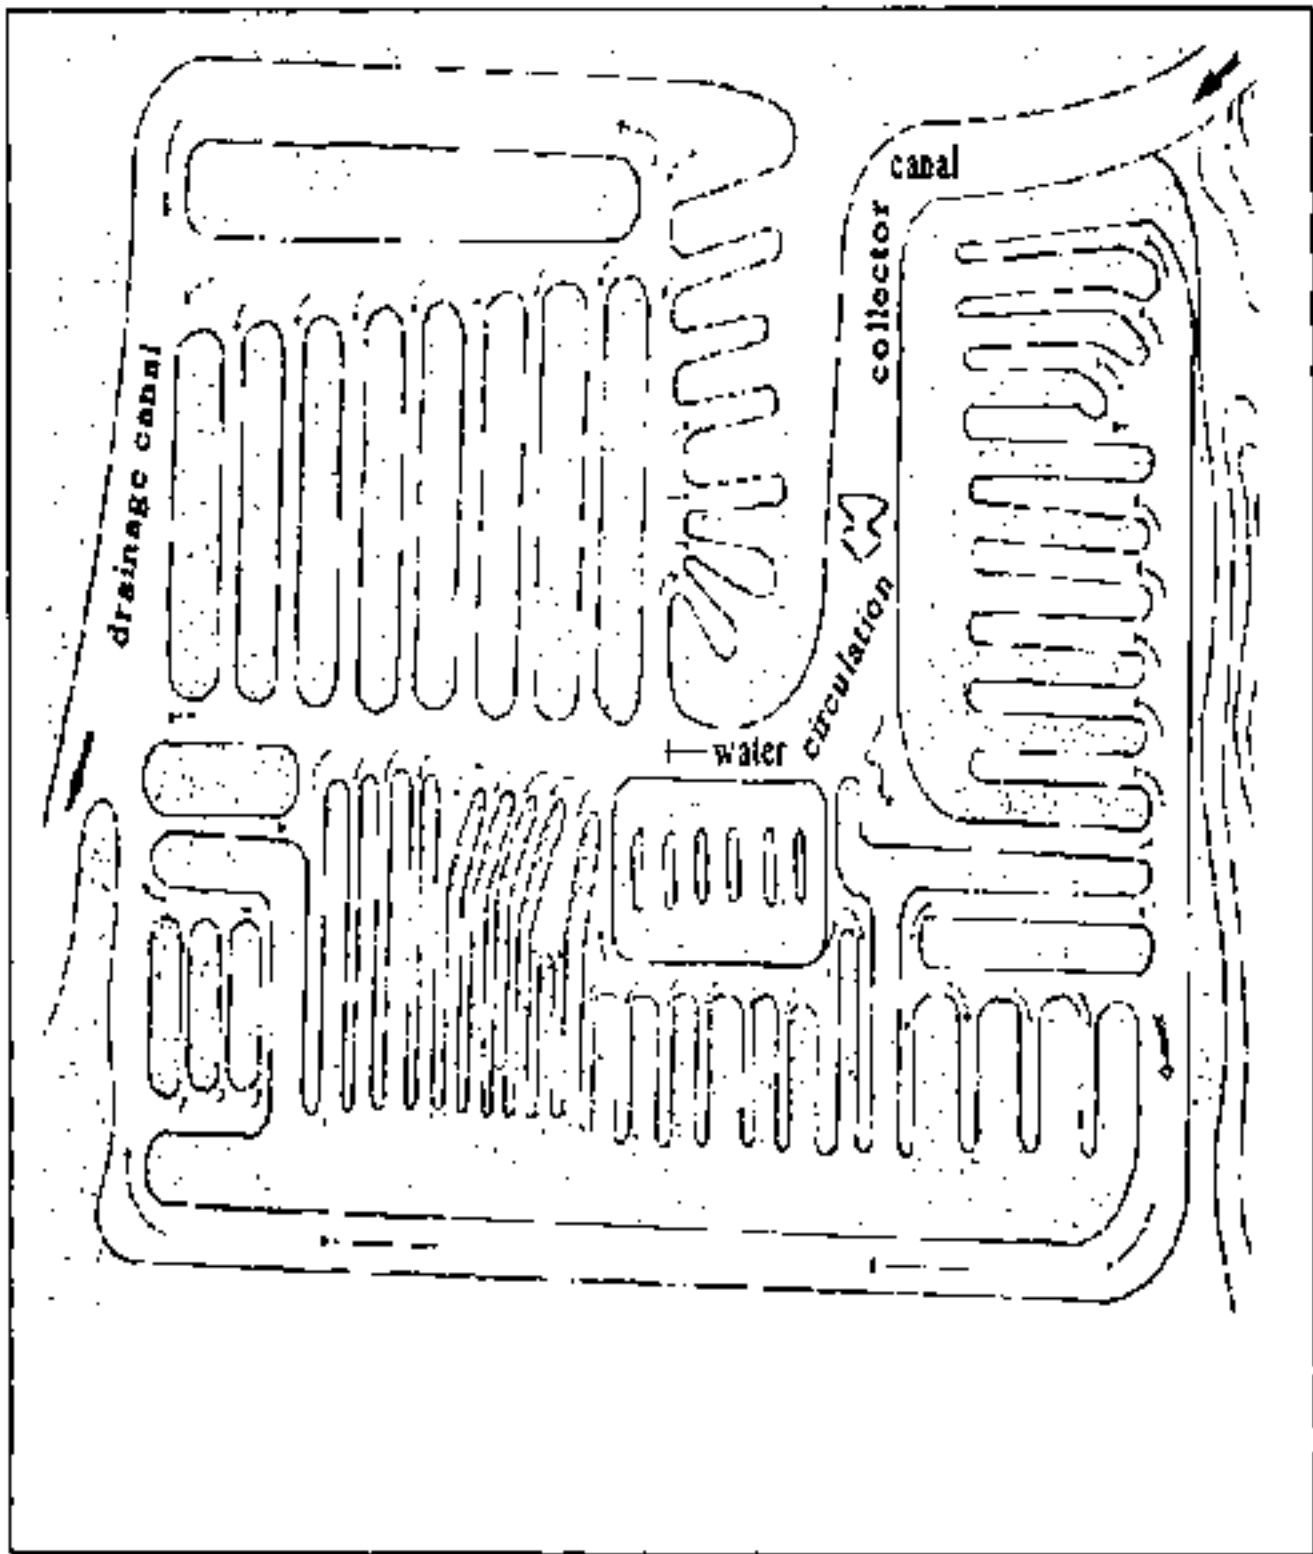 canal
collector
drainage canal
circulation
water